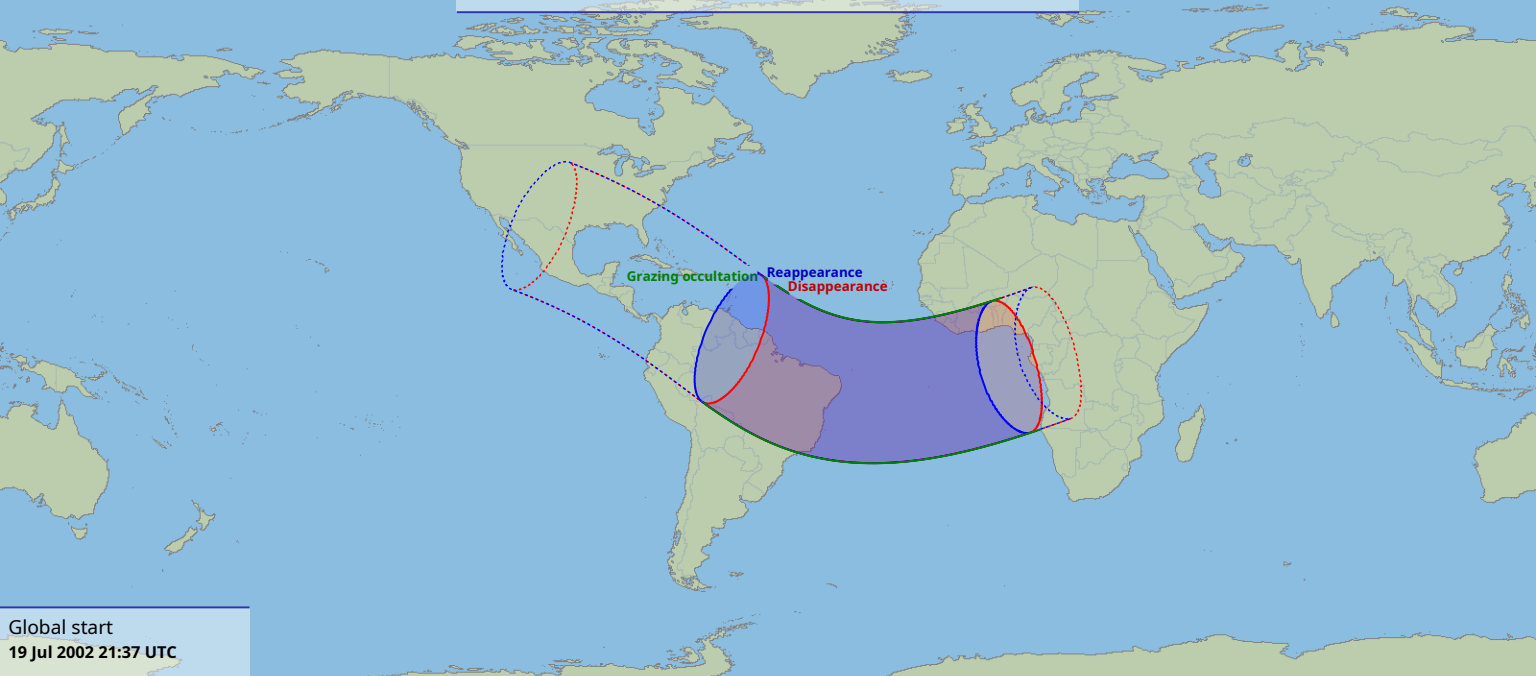 Reappearance
Grazing occultation
Disappearance
Global start
19 Jul 2002 21:37 UTC